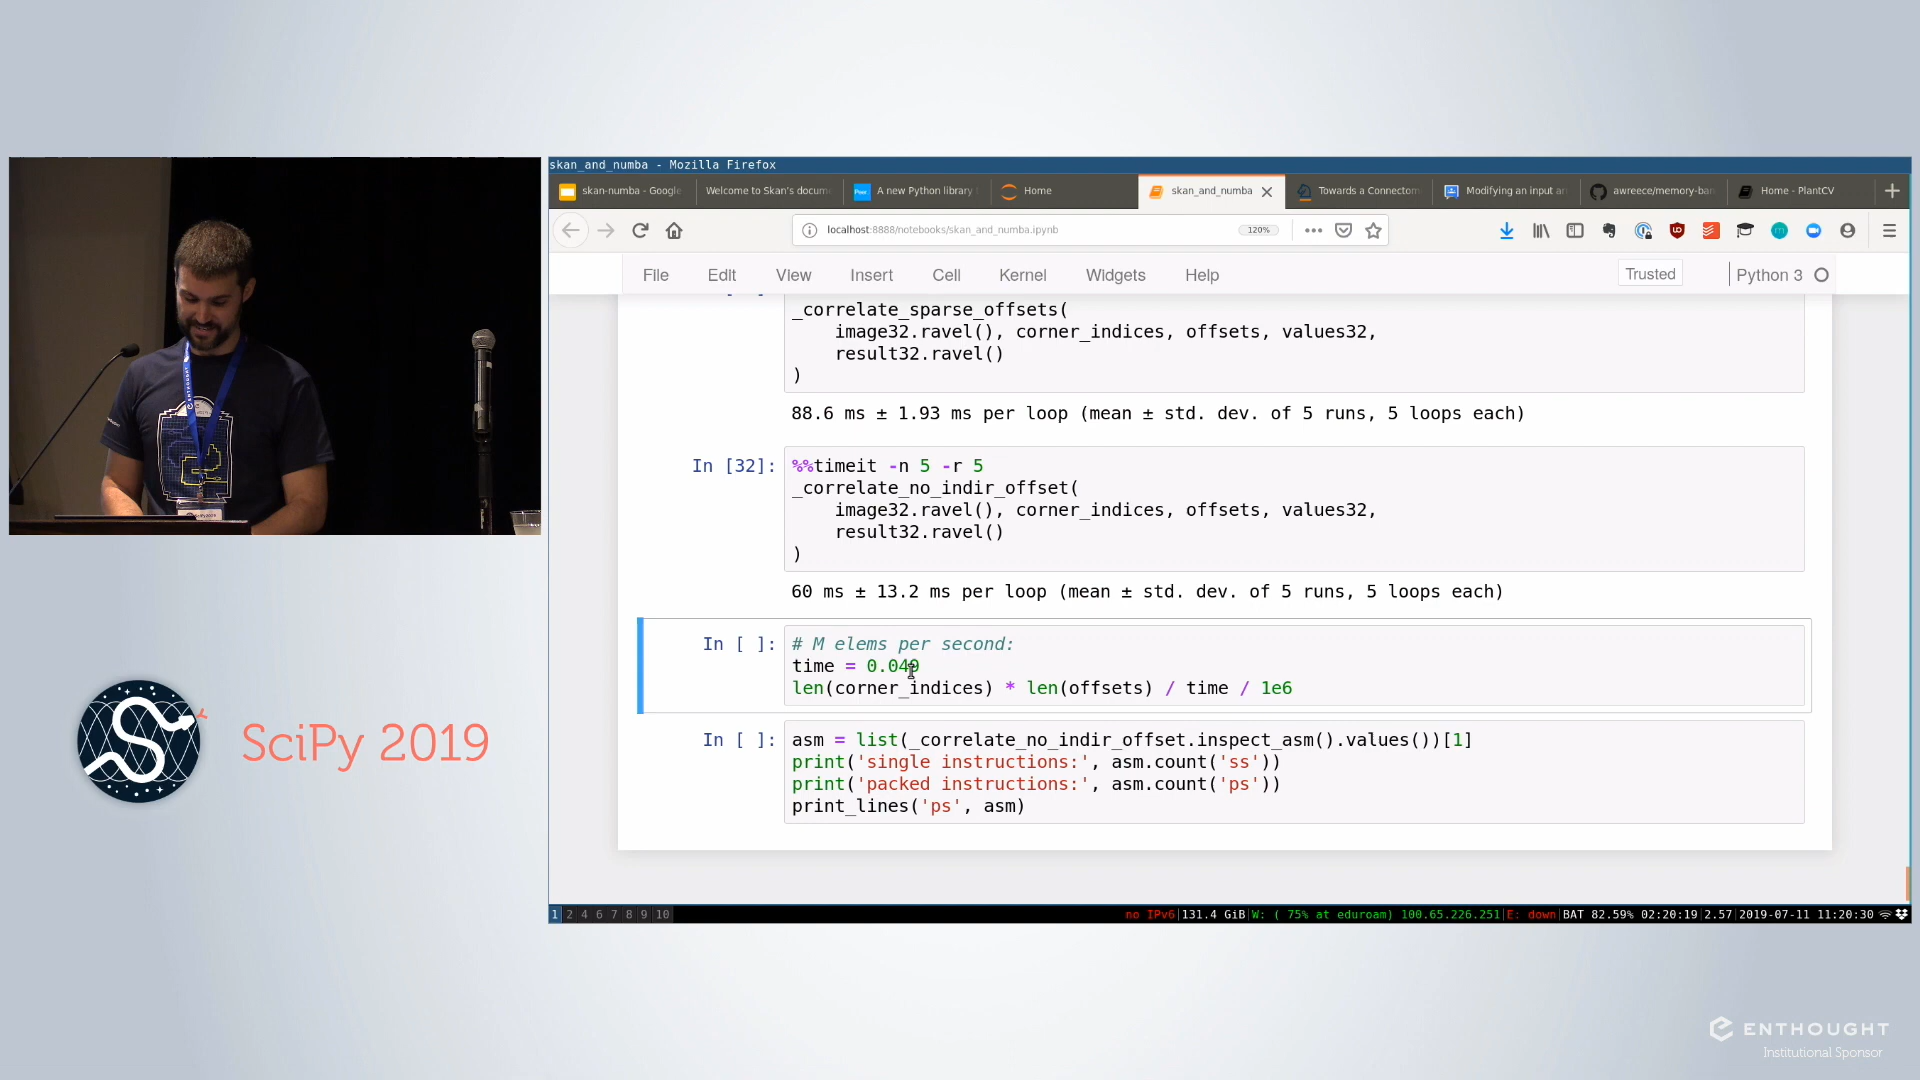 skan_and_numba - Mozilla Firefox
skan-numba - Google
Welcome to Skan's docum
A new Python library
Home
skan_and_numba
Towards a Connectom
Modifying an input ar
awreece/memory-ban
Home - PlantCV
localhost:8888/notebooks/skan_and_numba.ipynb
120%
File Edit View Insert Cell Kernel Widgets Help
Trusted
Python 3
_correlate_sparse_offsets(
image32.ravel(), corner_indices, offsets, values32,
result32.ravel()
)
88.6 ms ± 1.93 ms per loop (mean ± std. dev. of 5 runs, 5 loops each)
In [32]:
%%timeit -n 5 -r 5
_correlate_no_indir_offset(
image32.ravel(), corner_indices, offsets, values32,
result32.ravel()
)
60 ms ± 13.2 ms per loop (mean ± std. dev. of 5 runs, 5 loops each)
In [ ]:
# M elems per second:
time = 0.049
len(corner_indices) * len(offsets) / time / 1e6
In [ ]:
asm = list(_correlate_no_indir_offset.inspect_asm().values())[1]
print('single instructions:', asm.count('ss'))
print('packed instructions:', asm.count('ps'))
print_lines('ps', asm)
1 2 4 6 7 8 9 10
no IPv6|131.4 GiB|W: ( 75% at eduroam) 100.65.226.251|E: down|BAT 82.59% 02:20:19|2.57|2019-07-11 11:20:30
SciPy 2019
ENTHOUGHT
Institutional Sponsor